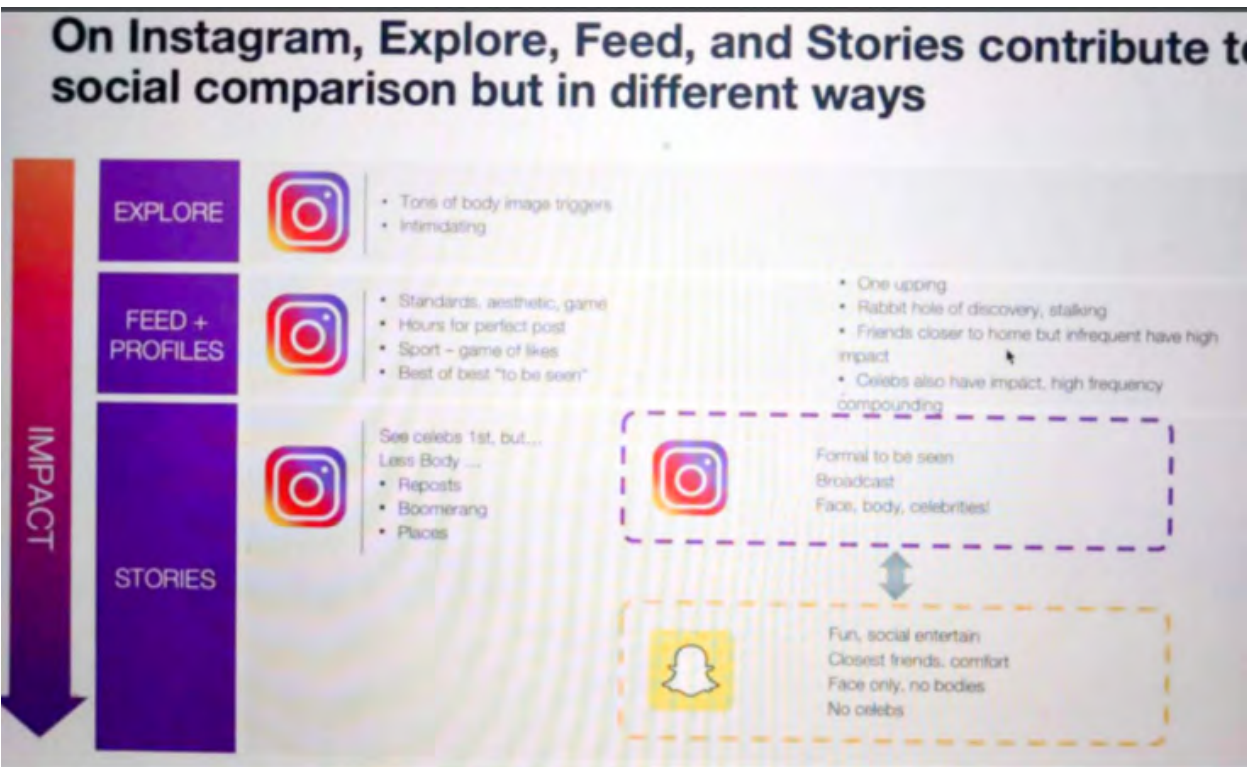 On Instagram, Explore, Feed, and Stories contribute to
social comparison but in different ways
IMPACT
EXPLORE
• Tons of body image triggers
• Intimidating
FEED +
PROFILES
• Standards, aesthetic, game
• Hours for perfect post
• Sport – game of likes
• Best of best "to be seen"
• One upping
• Rabbit hole of discovery, stalking
• Friends closer to home but infrequent have high
impact
• Celebs also have impact, high frequency
compounding
STORIES
See celebs 1st, but...
Less Body ...
• Reposts
• Boomerang
• Places
Formal to be seen
Broadcast
Face, body, celebrities!
Fun, social entertain
Closest friends, comfort
Face only, no bodies
No celebs